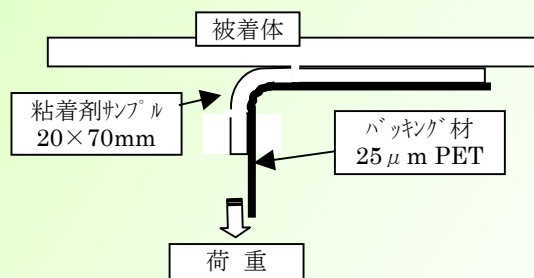 被着体
粘着剤ｻﾝﾌﾟﾙ
20×70mm
ﾊﾞｯｷﾝｸﾞ材
25μm PET
荷 重